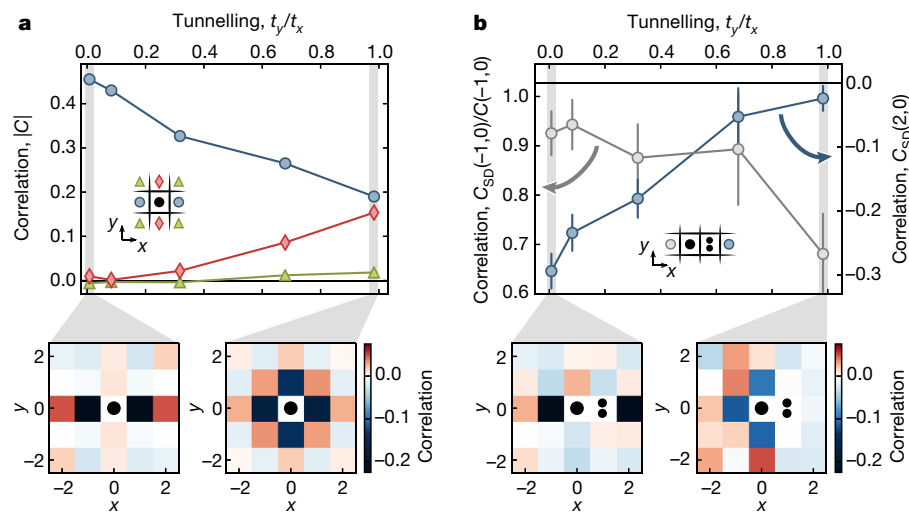 a
Tunnelling, t_y/t_x
0.0 0.2 0.4 0.6 0.8 1.0
Correlation, |C|
0.4
0.3
0.2
0.1
0.0
y
x
2
0
−2
y
−2 0 2
x
−2 0 2
x
0.0
−0.1
−0.2
Correlation
b
Tunnelling, t_y/t_x
0.0 0.2 0.4 0.6 0.8 1.0
Correlation, C_SD(−1,0)/C(−1,0)
1.0
0.9
0.8
0.7
0.6
0.0
−0.1
−0.2
−0.3
Correlation, C_SD(2,0)
y
x
2
0
−2
y
−2 0 2
x
2
0
−2
y
−2 0 2
x
0.0
−0.1
−0.2
Correlation